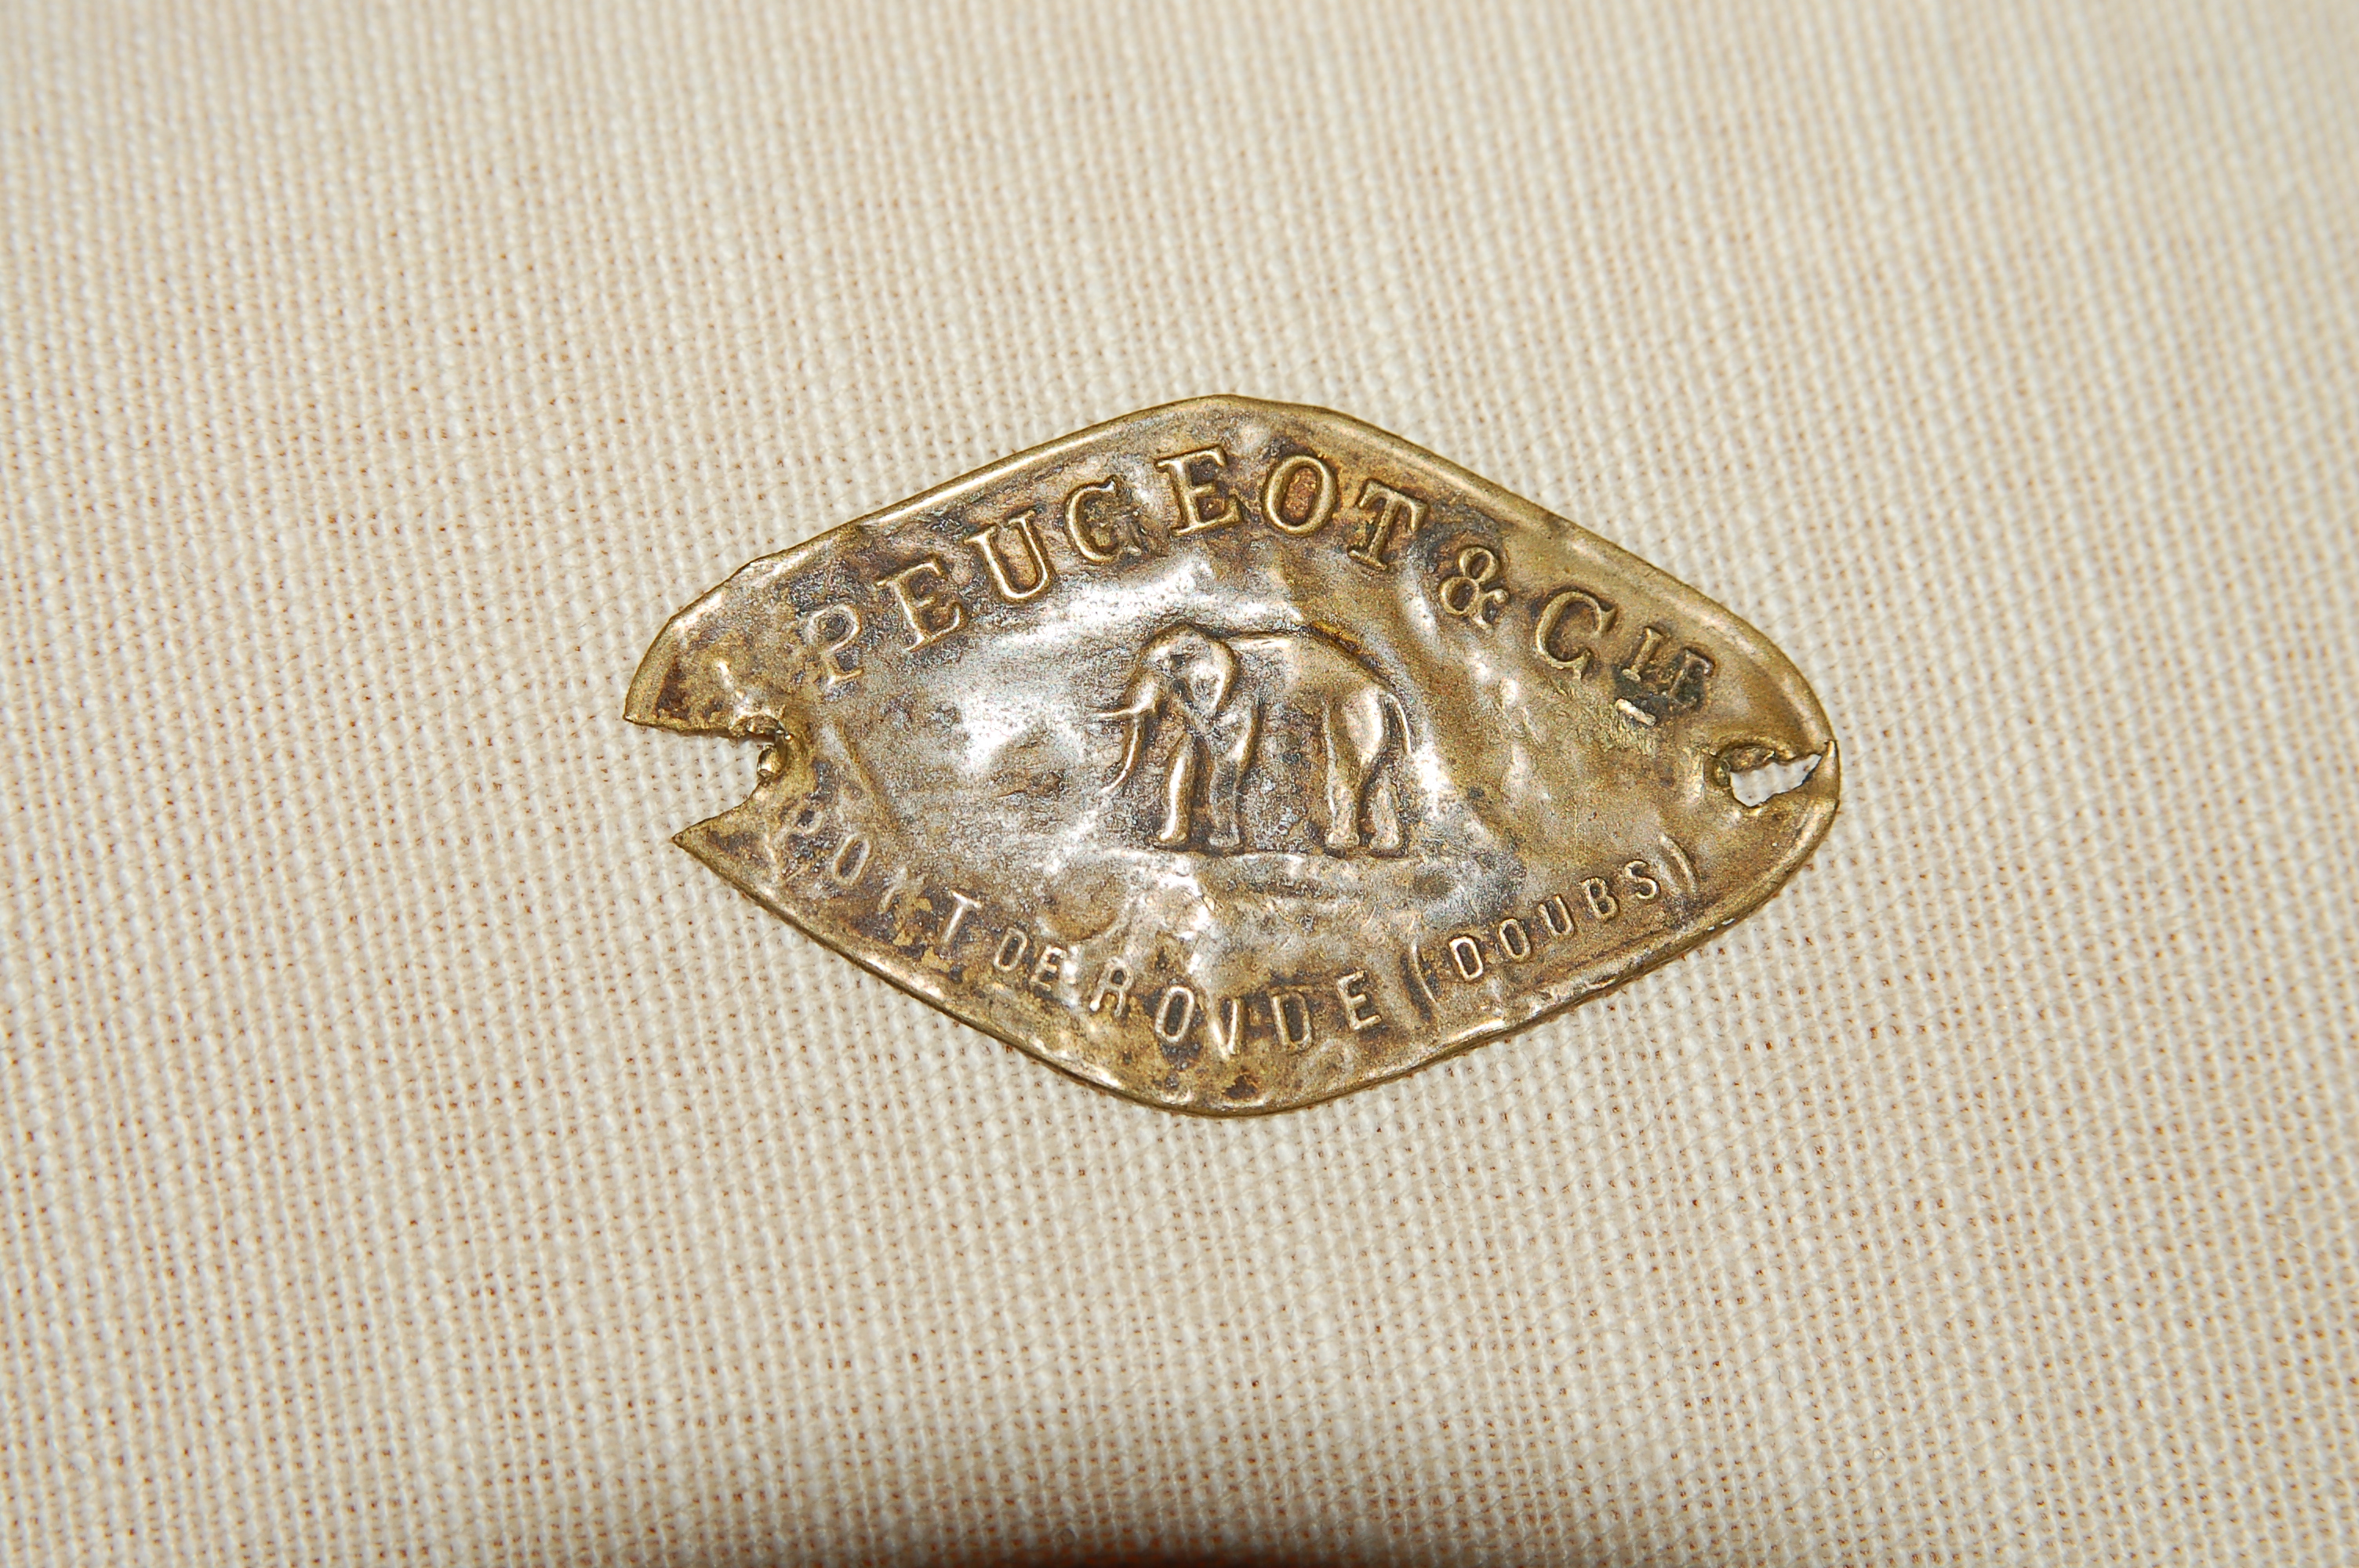 PEUGEOT & CIE
PONT DE ROIDE (DOUBS)